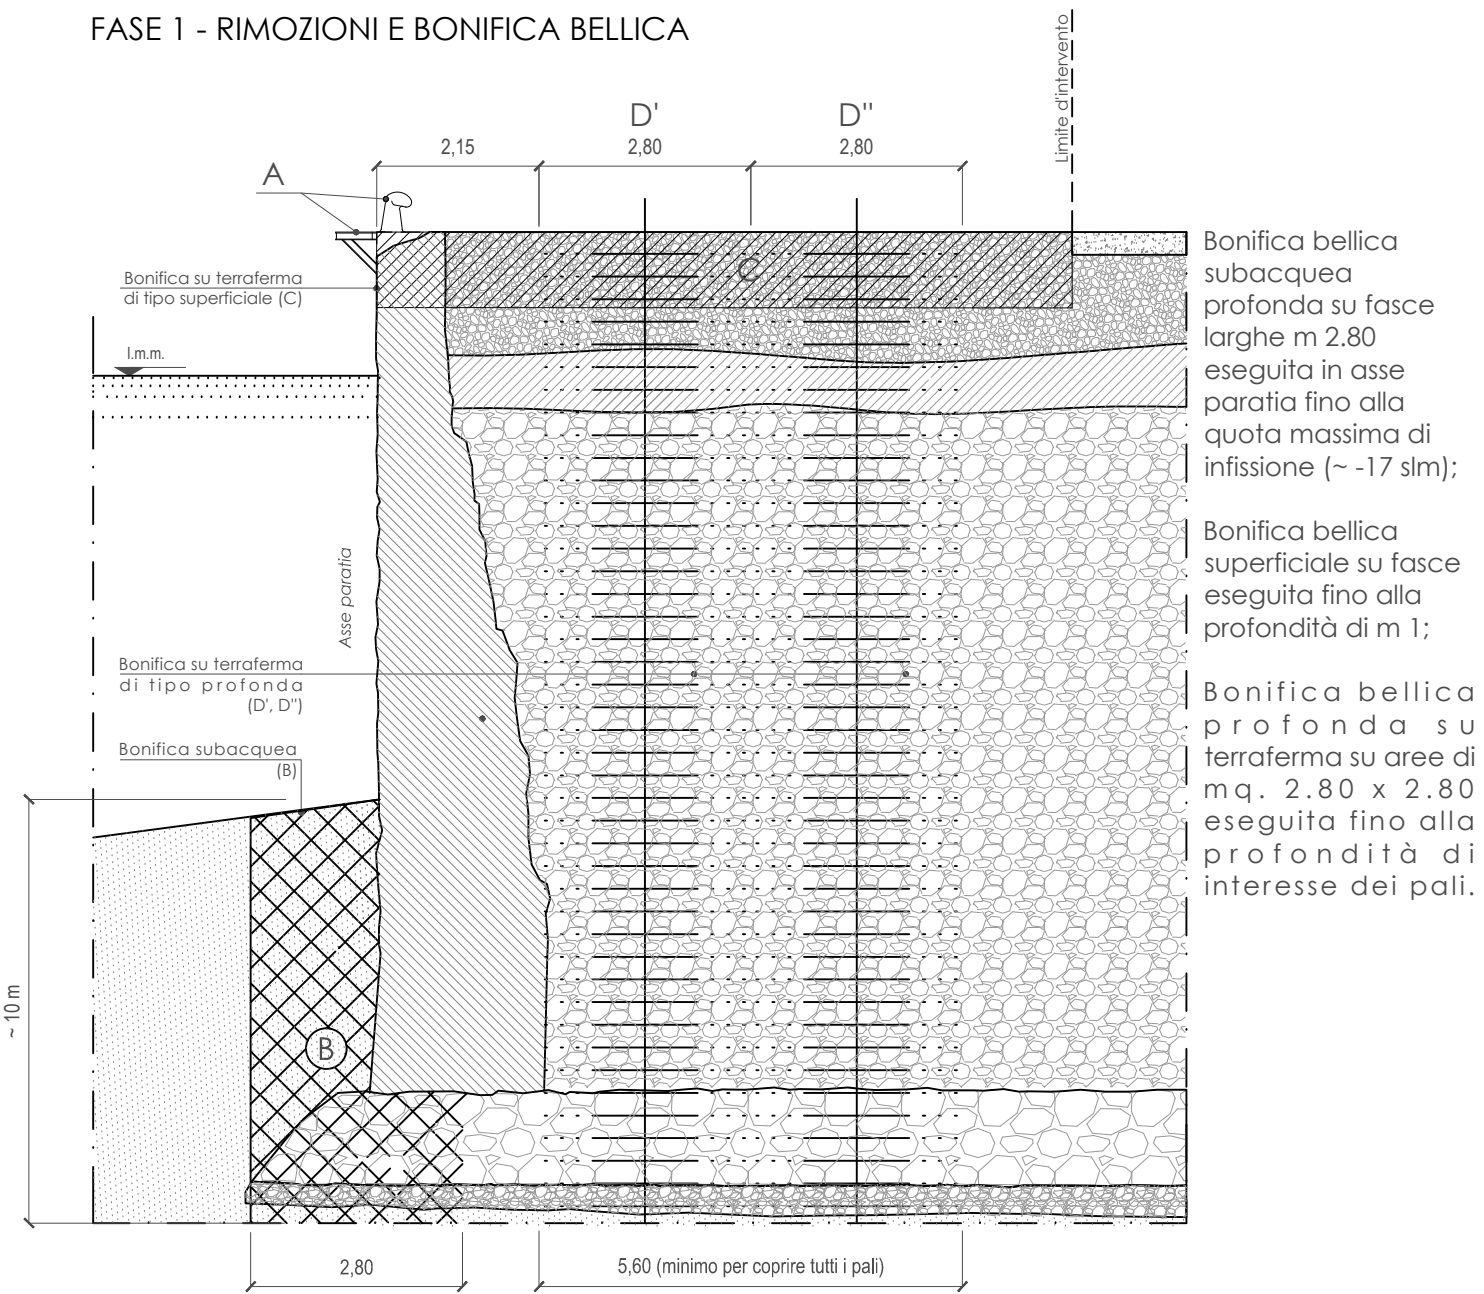 FASE 1 - RIMOZIONI E BONIFICA BELLICA
Limite d'intervento
D'
D"
2,15
2,80
2,80
A
C
Bonifica su terraferma
di tipo superficiale (C)
l.m.m.
Asse paratia
Bonifica su terraferma
di tipo profonda
(D', D")
Bonifica subacquea
(B)
~ 10 m
B
2,80
5,60 (minimo per coprire tutti i pali)
Bonifica bellica
subacquea
profonda su fasce
larghe m 2.80
eseguita in asse
paratia fino alla
quota massima di
infissione (~ -17 slm);
Bonifica bellica
superficiale su fasce
eseguita fino alla
profondità di m 1;
Bonifica bellica
profonda su
terraferma su aree di
mq. 2.80 x 2.80
eseguita fino alla
profondità di
interesse dei pali.